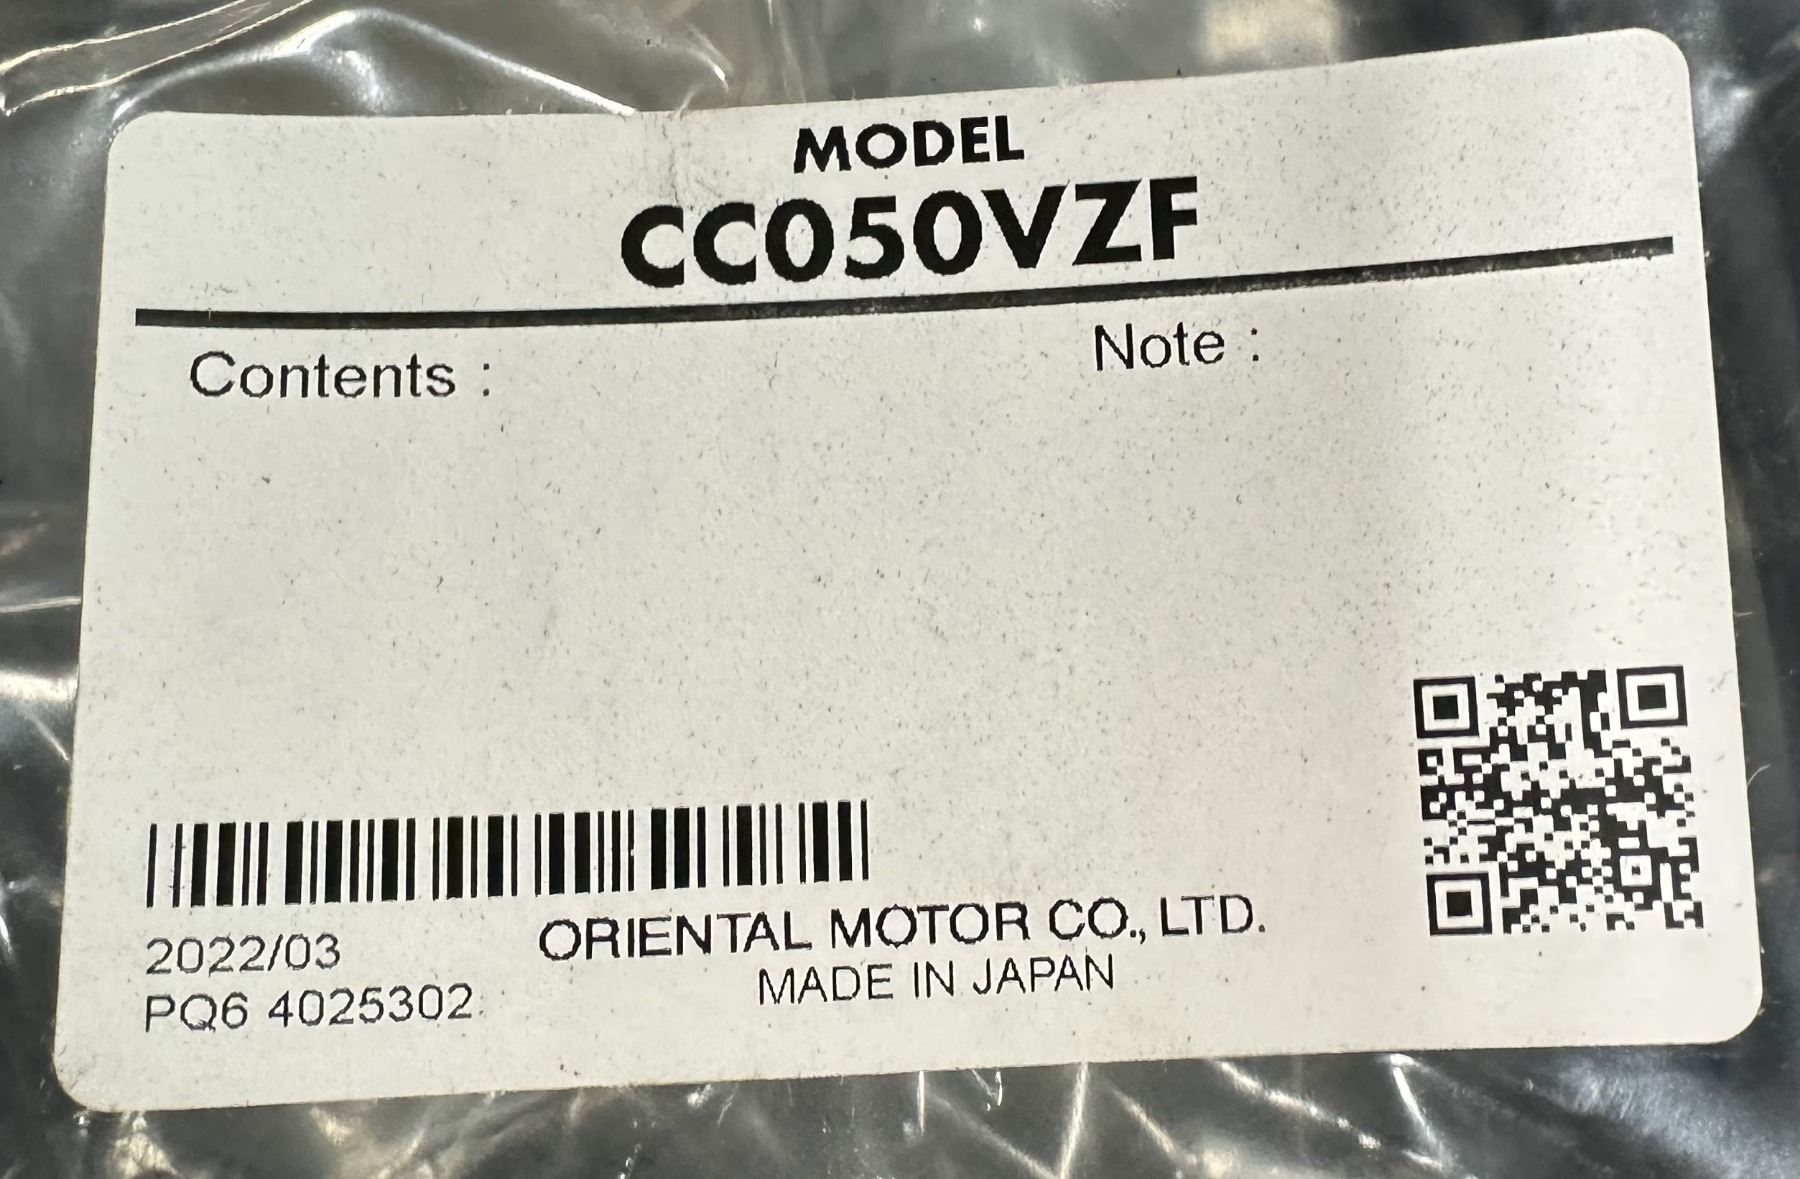 MODEL
CC050VZF
Contents :
Note :
2022/03
PQ6 4025302
ORIENTAL MOTOR CO., LTD.
MADE IN JAPAN